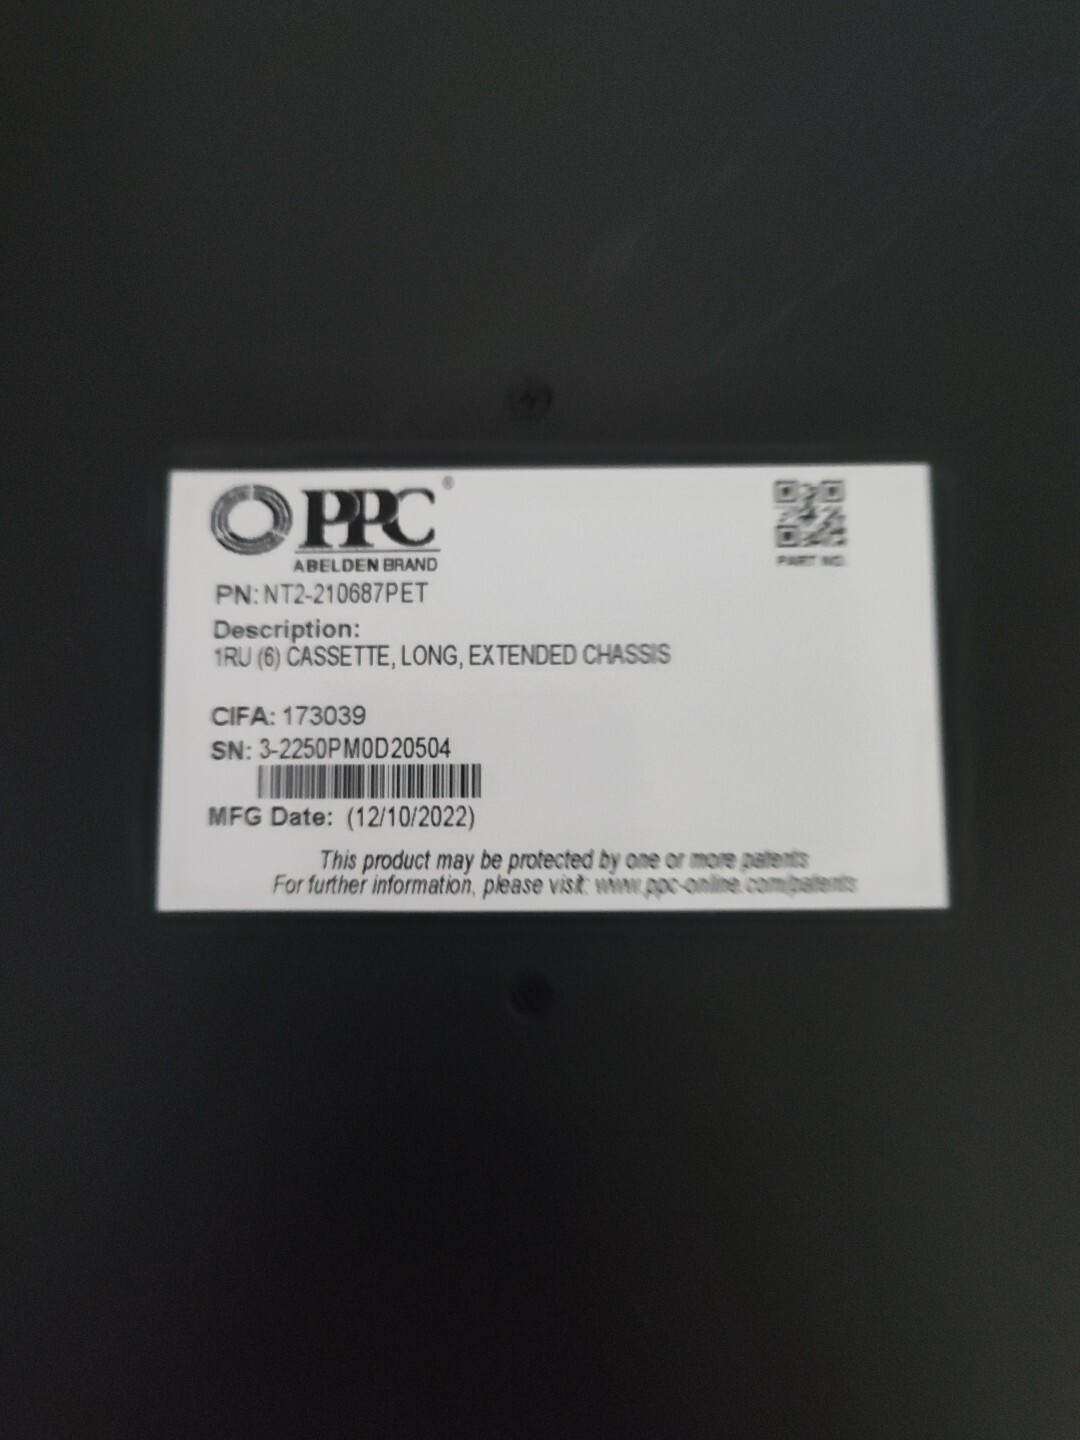 PPC®
A BELDEN BRAND
PART NO.
PN: NT2-210687PET
Description:
1RU (6) CASSETTE, LONG, EXTENDED CHASSIS
CIFA: 173039
SN: 3-2250PM0D20504
MFG Date: (12/10/2022)
This product may be protected by one or more patents
For further information, please visit: www.ppc-online.com/patents